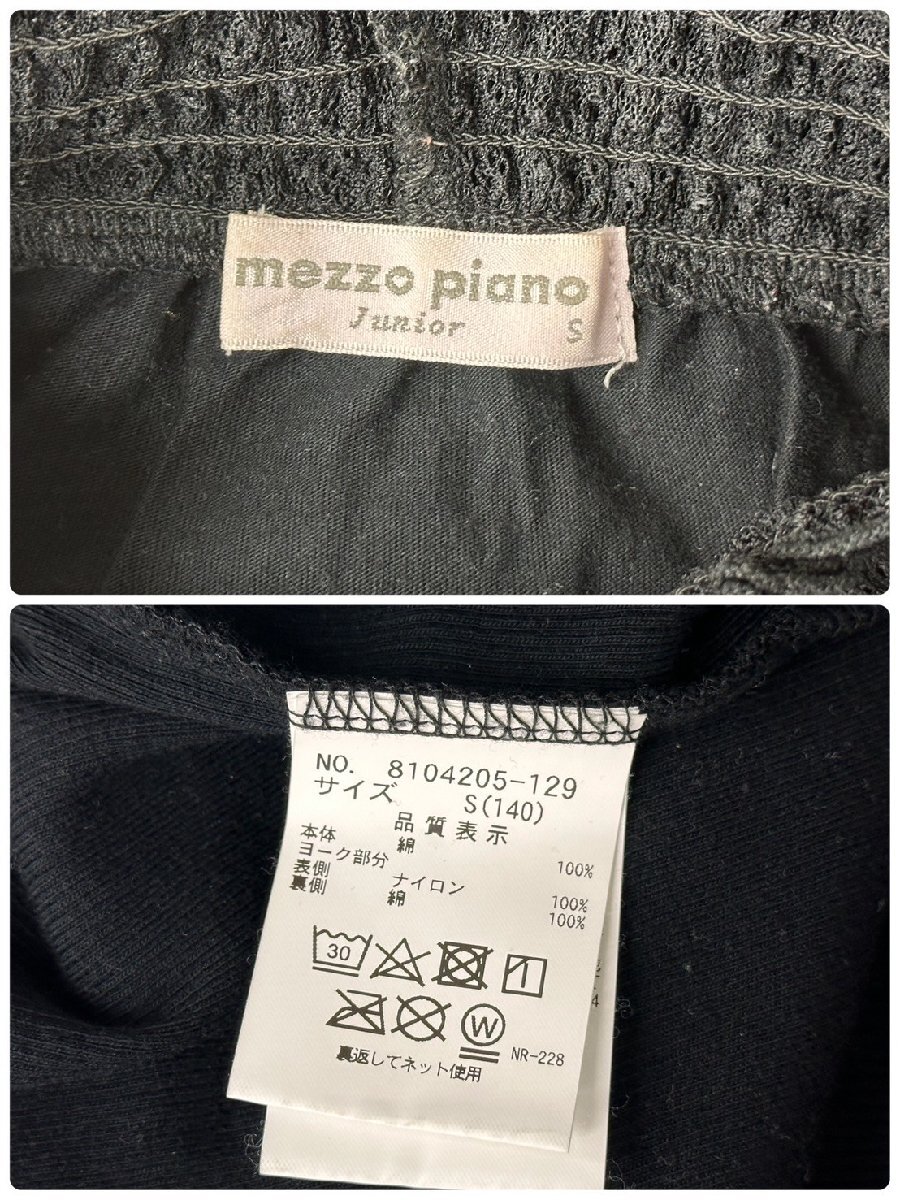 mezzo piano
Junior S
NO. 8104205-129
サイズ S(140)
品質表示
本体 綿 100%
ヨーク部分
表側 ナイロン 100%
裏側 綿 100%
30
W
裏返してネット使用 NR-228
4